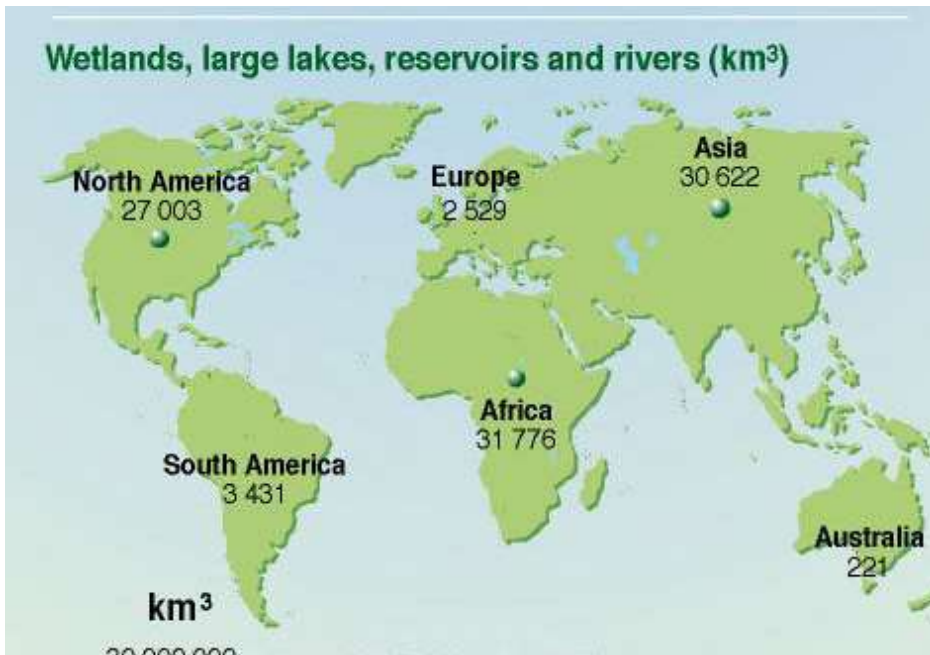 Wetlands, large lakes, reservoirs and rivers (km³)
Asia
30 622
North America
27 003
Europe
2 529
Africa
31 776
South America
3 431
Australia
221
km³